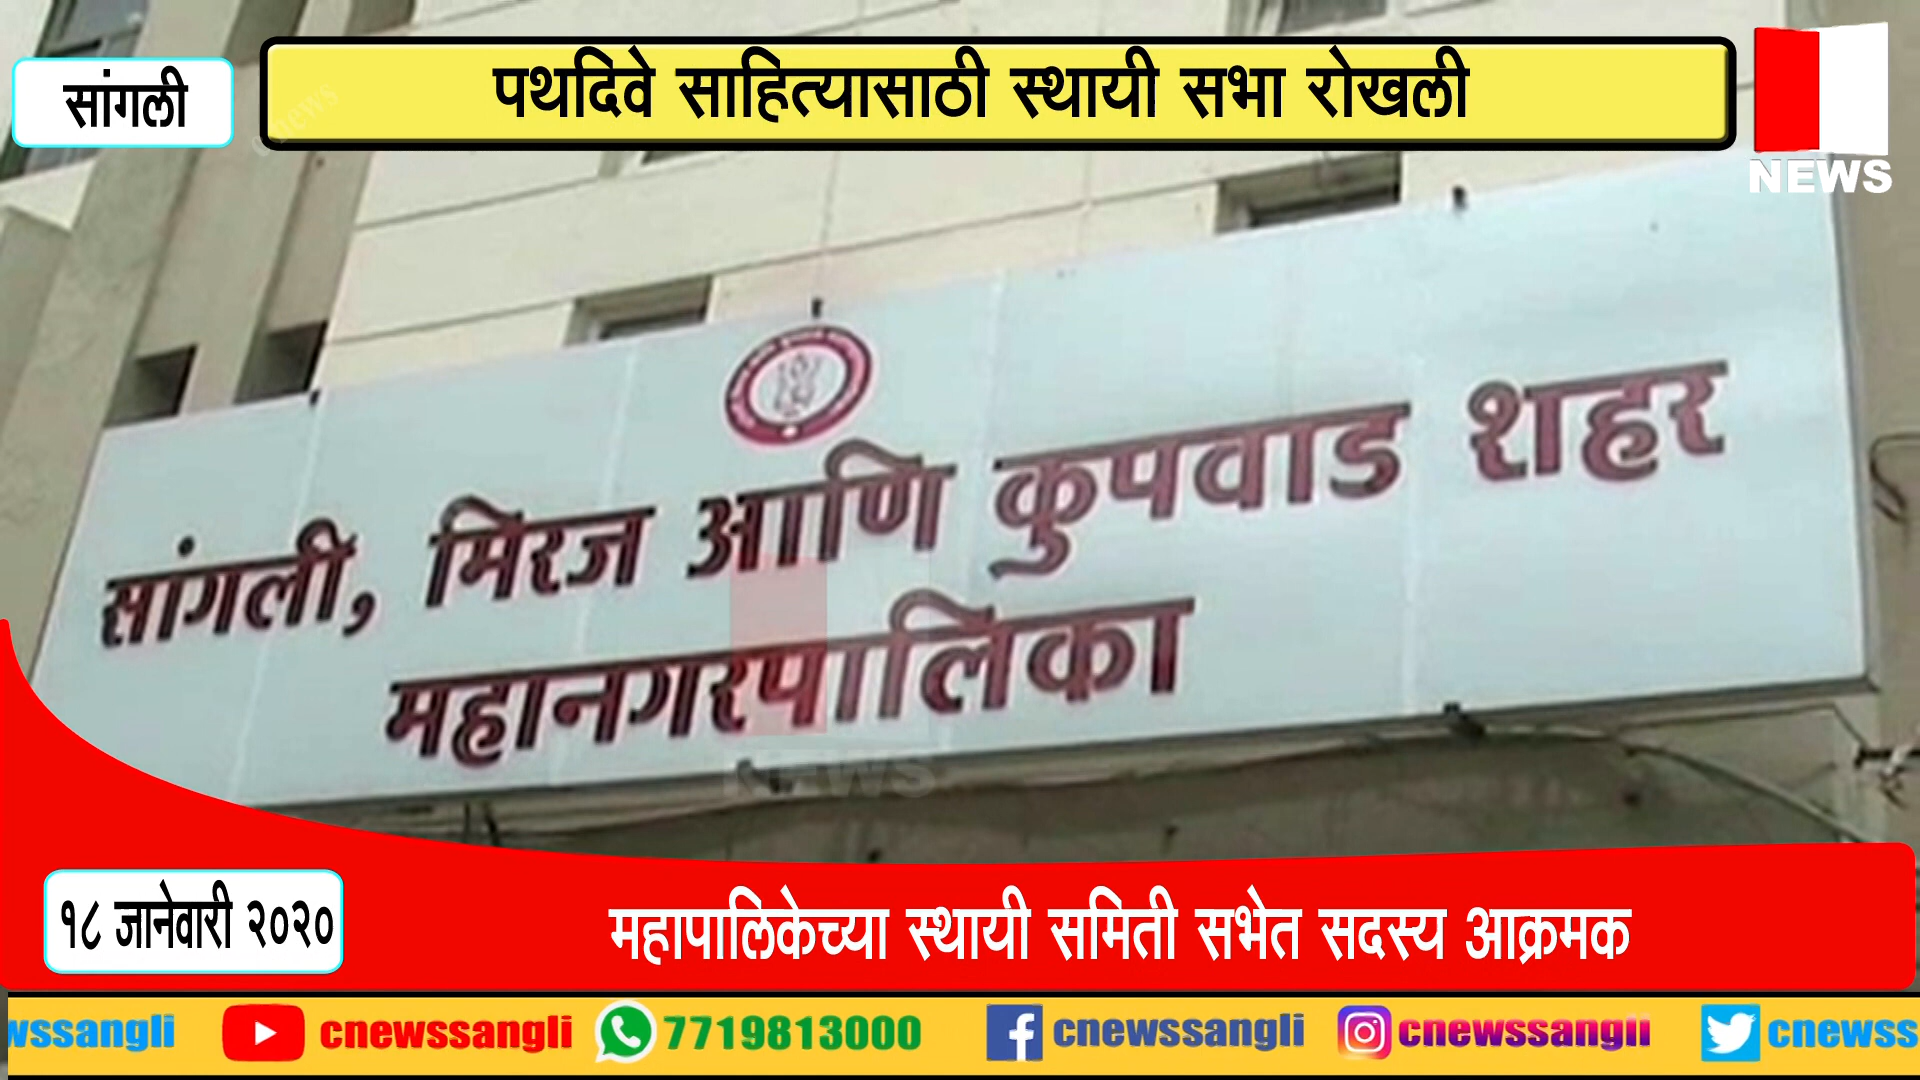 सांगली
पथदिवे साहित्यासाठी स्थायी सभा रोखली
NEWS
सांगली, मिरज आणि कुपवाड शहर
महानगरपालिका
NEWS
१८ जानेवारी २०२०
महापालिकेच्या स्थायी समिती सभेत सदस्य आक्रमक
wssangli cnewssangli 7719813000 cnewssangli cnewssangli cnewss